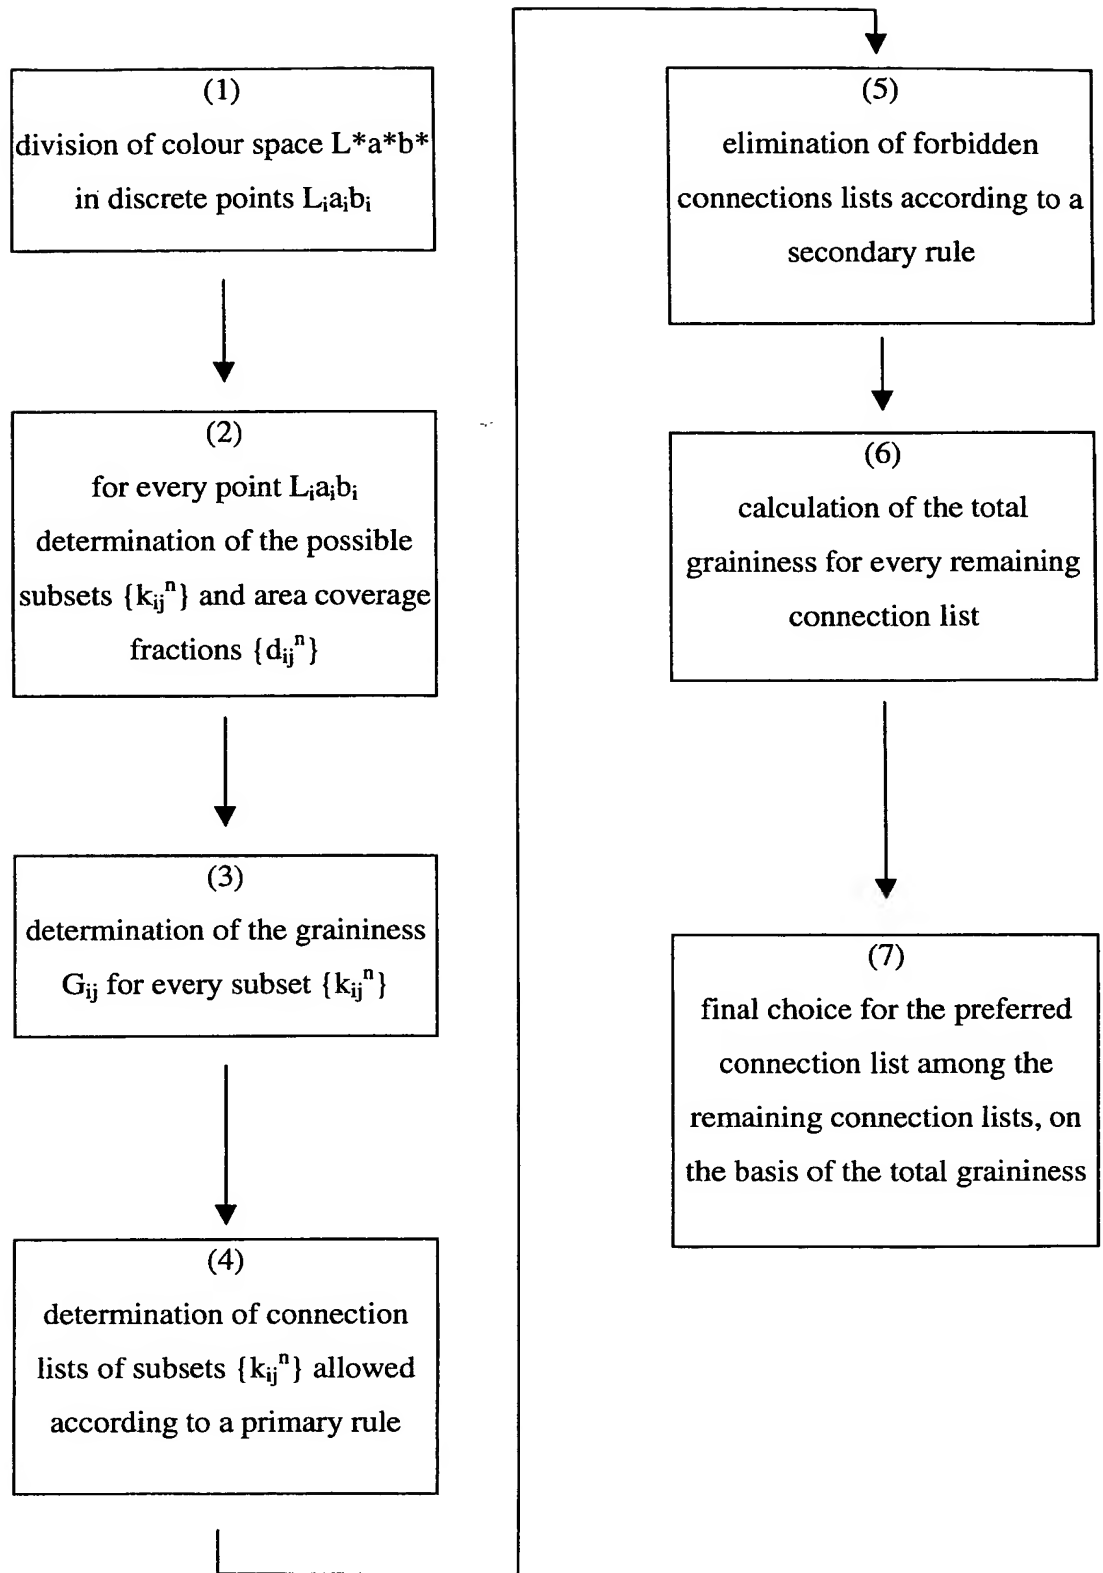 (1)
division of colour space L*a*b*
in discrete points Lᵢaᵢbᵢ
(2)
for every point Lᵢaᵢbᵢ
determination of the possible
subsets {kᵢⱼⁿ} and area coverage
fractions {dᵢⱼⁿ}
(3)
determination of the graininess
Gᵢⱼ for every subset {kᵢⱼⁿ}
(4)
determination of connection
lists of subsets {kᵢⱼⁿ} allowed
according to a primary rule
(5)
elimination of forbidden
connections lists according to a
secondary rule
(6)
calculation of the total
graininess for every remaining
connection list
(7)
final choice for the preferred
connection list among the
remaining connection lists, on
the basis of the total graininess